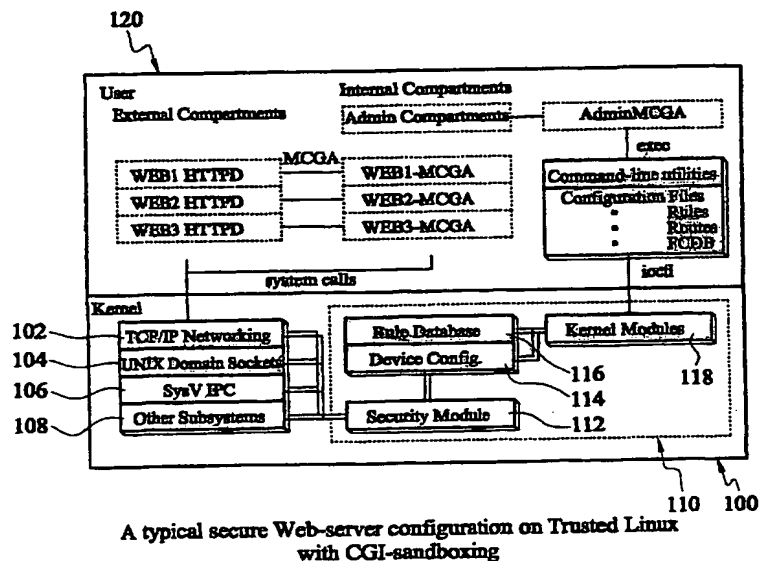 120
User
Internal Compartments
External Compartments
Admin Compartments
AdminMCGA
exec
MCGA
WEB1 HTTPD
WEB1-MCGA
Command-line utilities
WEB2 HTTPD
WEB2-MCGA
Configuration Files
Rules
WEB3 HTTPD
WEB3-MCGA
Routes
FCDB
system calls
ioctl
Kernel
102
TCP/IP Networking
Rule Database
Kernel Modules
104
UNIX Domain Sockets
Device Config.
116
118
106
SysV IPC
114
108
Other Subsystems
Security Module
112
110
100
A typical secure Web-server configuration on Trusted Linux
with CGI-sandboxing